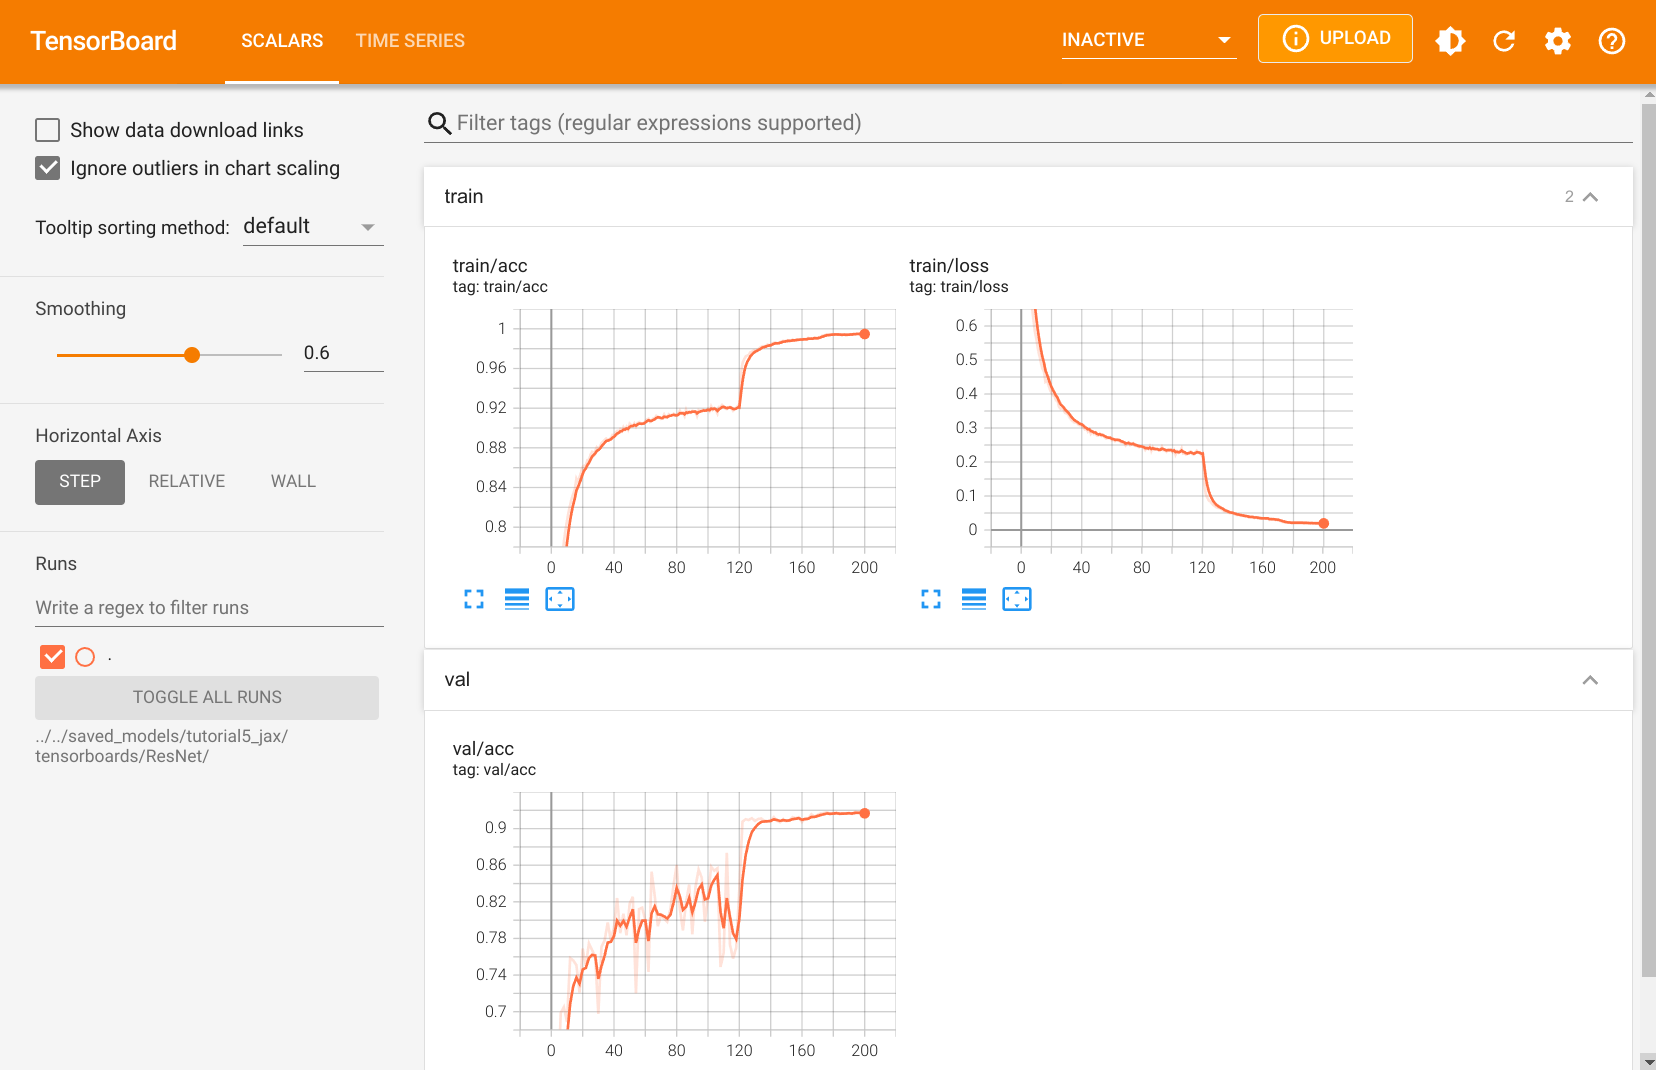 TensorBoard SCALARS TIME SERIES INACTIVE UPLOAD
Show data download links
Ignore outliers in chart scaling
Tooltip sorting method: default
Smoothing
0.6
Horizontal Axis
STEP RELATIVE WALL
Runs
Write a regex to filter runs
.
TOGGLE ALL RUNS
../../saved_models/tutorial5_jax/
tensorboards/ResNet/
Filter tags (regular expressions supported)
train 2
train/acc
tag: train/acc
1
0.96
0.92
0.88
0.84
0.8
0 40 80 120 160 200
train/loss
tag: train/loss
0.6
0.5
0.4
0.3
0.2
0.1
0
0 40 80 120 160 200
val
val/acc
tag: val/acc
0.9
0.86
0.82
0.78
0.74
0.7
0 40 80 120 160 200